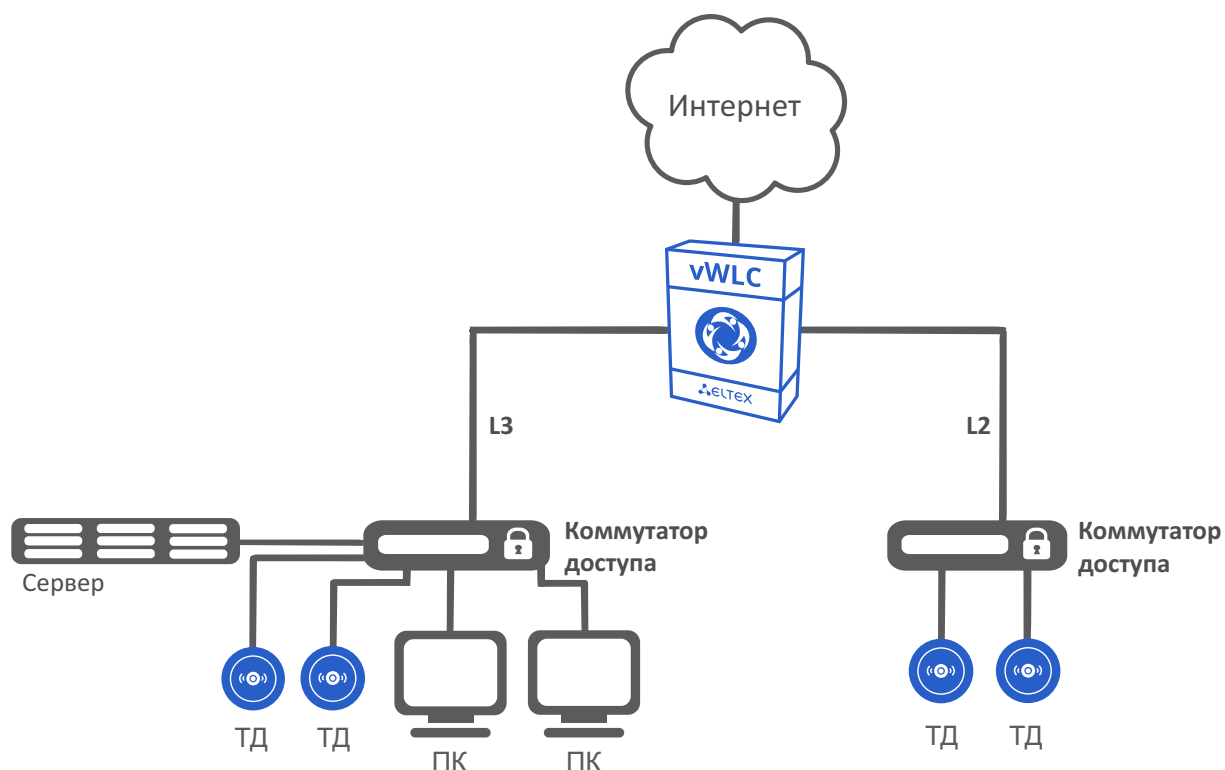 Интернет
vWLC
ELTEX
L3
L2
Коммутатор
доступа
Коммутатор
доступа
Сервер
ТД
ТД
ПК
ПК
ТД
ТД